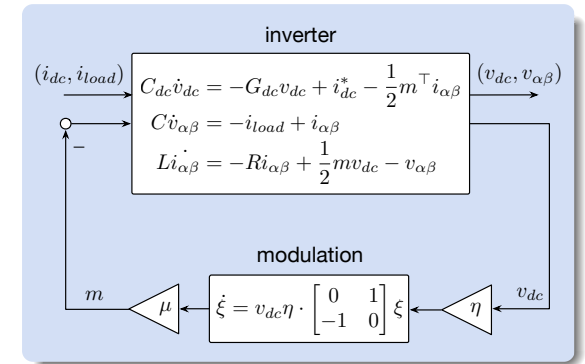 inverter
(i_{dc}, i_{load})
C_{dc}\dot{v}_{dc} = -G_{dc}v_{dc} + i_{dc}^{*} - \frac{1}{2}m^{\top}i_{\alpha\beta}
(v_{dc}, v_{\alpha\beta})
C\dot{v}_{\alpha\beta} = -i_{load} + i_{\alpha\beta}
−
L\dot{i_{\alpha\beta}} = -Ri_{\alpha\beta} + \frac{1}{2}mv_{dc} - v_{\alpha\beta}
modulation
m
μ
\dot{\xi} = v_{dc}\eta \cdot \begin{bmatrix} 0 & 1 \\ -1 & 0 \end{bmatrix} \xi
η
v_{dc}